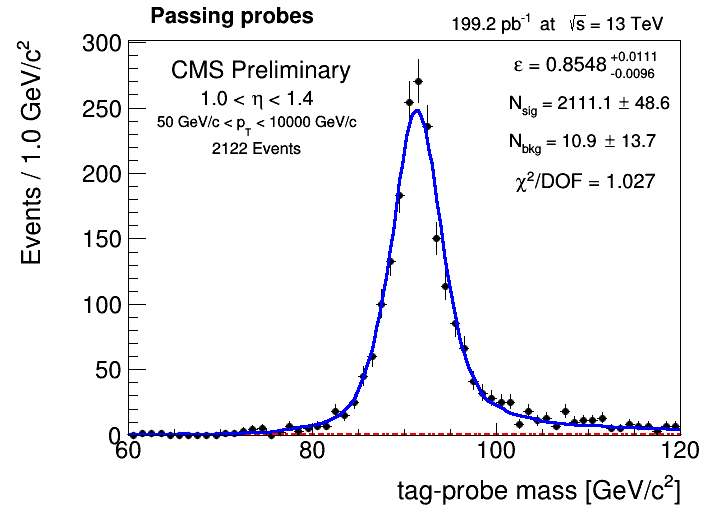 Passing probes
199.2 pb⁻¹ at √s = 13 TeV
CMS Preliminary
1.0 < η < 1.4
50 GeV/c < p_T < 10000 GeV/c
2122 Events
ε = 0.8548 +0.0111 -0.0096
N_sig = 2111.1 ± 48.6
N_bkg = 10.9 ± 13.7
χ²/DOF = 1.027
Events / 1.0 GeV/c²
300
250
200
150
100
50
0
60 80 100 120
tag-probe mass [GeV/c²]